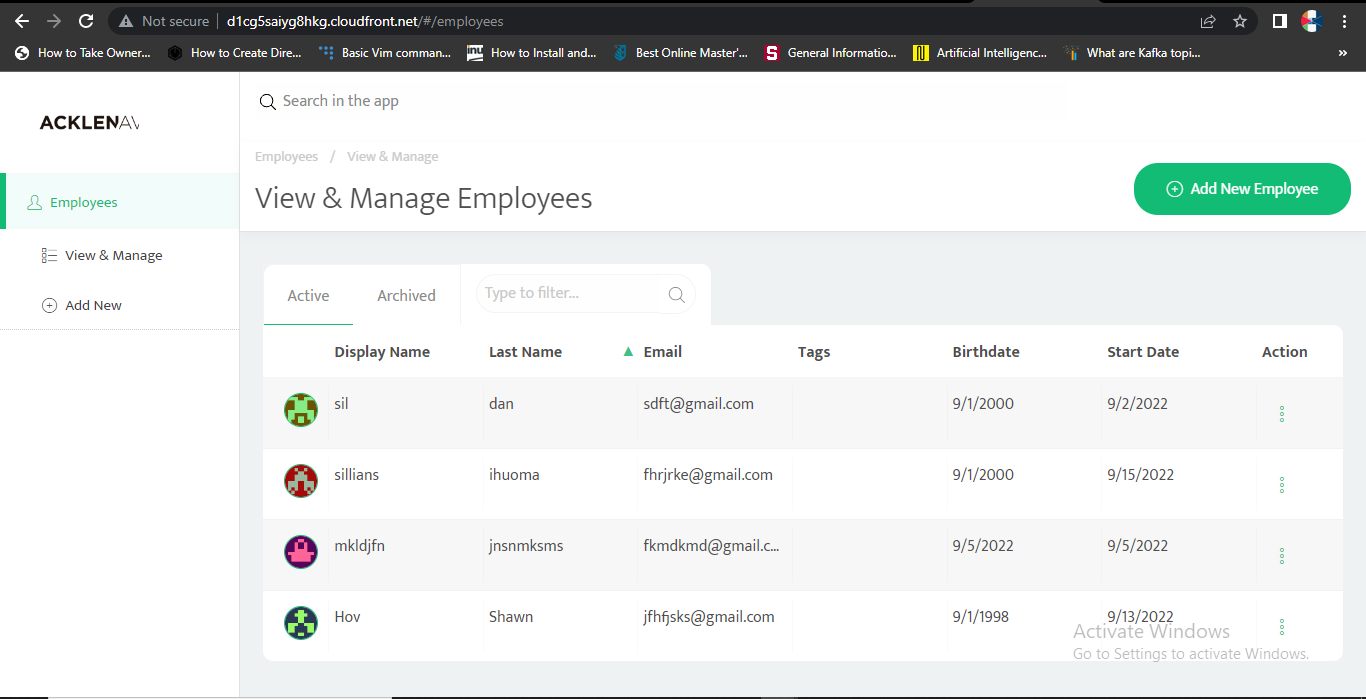 Not secure d1cg5saiyg8hkg.cloudfront.net/#/employees
How to Take Owner... How to Create Dire... Basic Vim comman... How to Install and... Best Online Master'... General Informatio... Artificial Intelligenc... What are Kafka topi... »
ACKLENAV
Search in the app
Employees / View & Manage
View & Manage Employees
Add New Employee
Employees
View & Manage
Add New
Active Archived Type to filter...
Display Name Last Name ▲ Email Tags Birthdate Start Date Action
sil dan sdft@gmail.com 9/1/2000 9/2/2022
sillians ihuoma fhrjrke@gmail.com 9/1/2000 9/15/2022
mkldjfn jnsnmksms fkmdkmd@gmail.c... 9/5/2022 9/5/2022
Hov Shawn jfhfjsks@gmail.com 9/1/1998 9/13/2022
Activate Windows
Go to Settings to activate Windows.